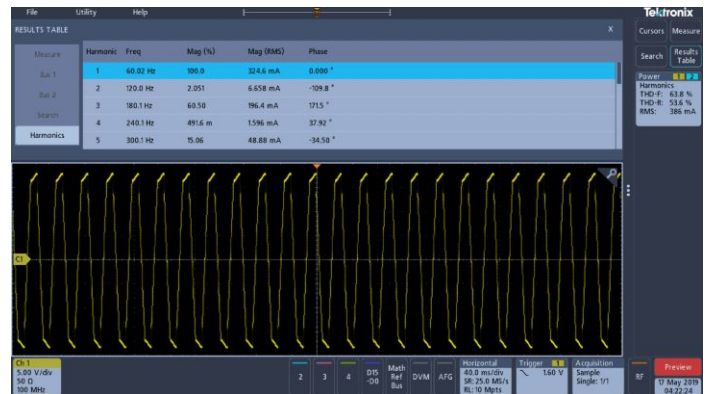 File Utility Help Tektronix
RESULTS TABLE X
Cursors Measure
Search Results Table
Measure
Bus 1
Bus 2
Search
Harmonics
Harmonic Freq Mag (%) Mag (RMS) Phase
1 60.02 Hz 100.0 324.6 mA 0.000 °
2 120.0 Hz 2.051 6.658 mA -109.8 °
3 180.1 Hz 60.50 196.4 mA 171.5 °
4 240.1 Hz 491.6 m 1.596 mA 37.92 °
5 300.1 Hz 15.06 48.88 mA -34.50 °
Power 1 2
Harmonics
THD-F: 63.8 %
THD-R: 53.6 %
RMS: 386 mA
C1
Ch 1
5.00 V/div
50 Ω
100 MHz
2 3 4
D15
-D0
Math
Ref
Bus
DVM AFG
Horizontal
40.0 ms/div
SR: 25.0 MS/s
RL: 10 Mpts
Trigger 1
1.60 V
Acquisition
Sample
Single: 1/1
RF
Preview
17 May 2019
04:22:24